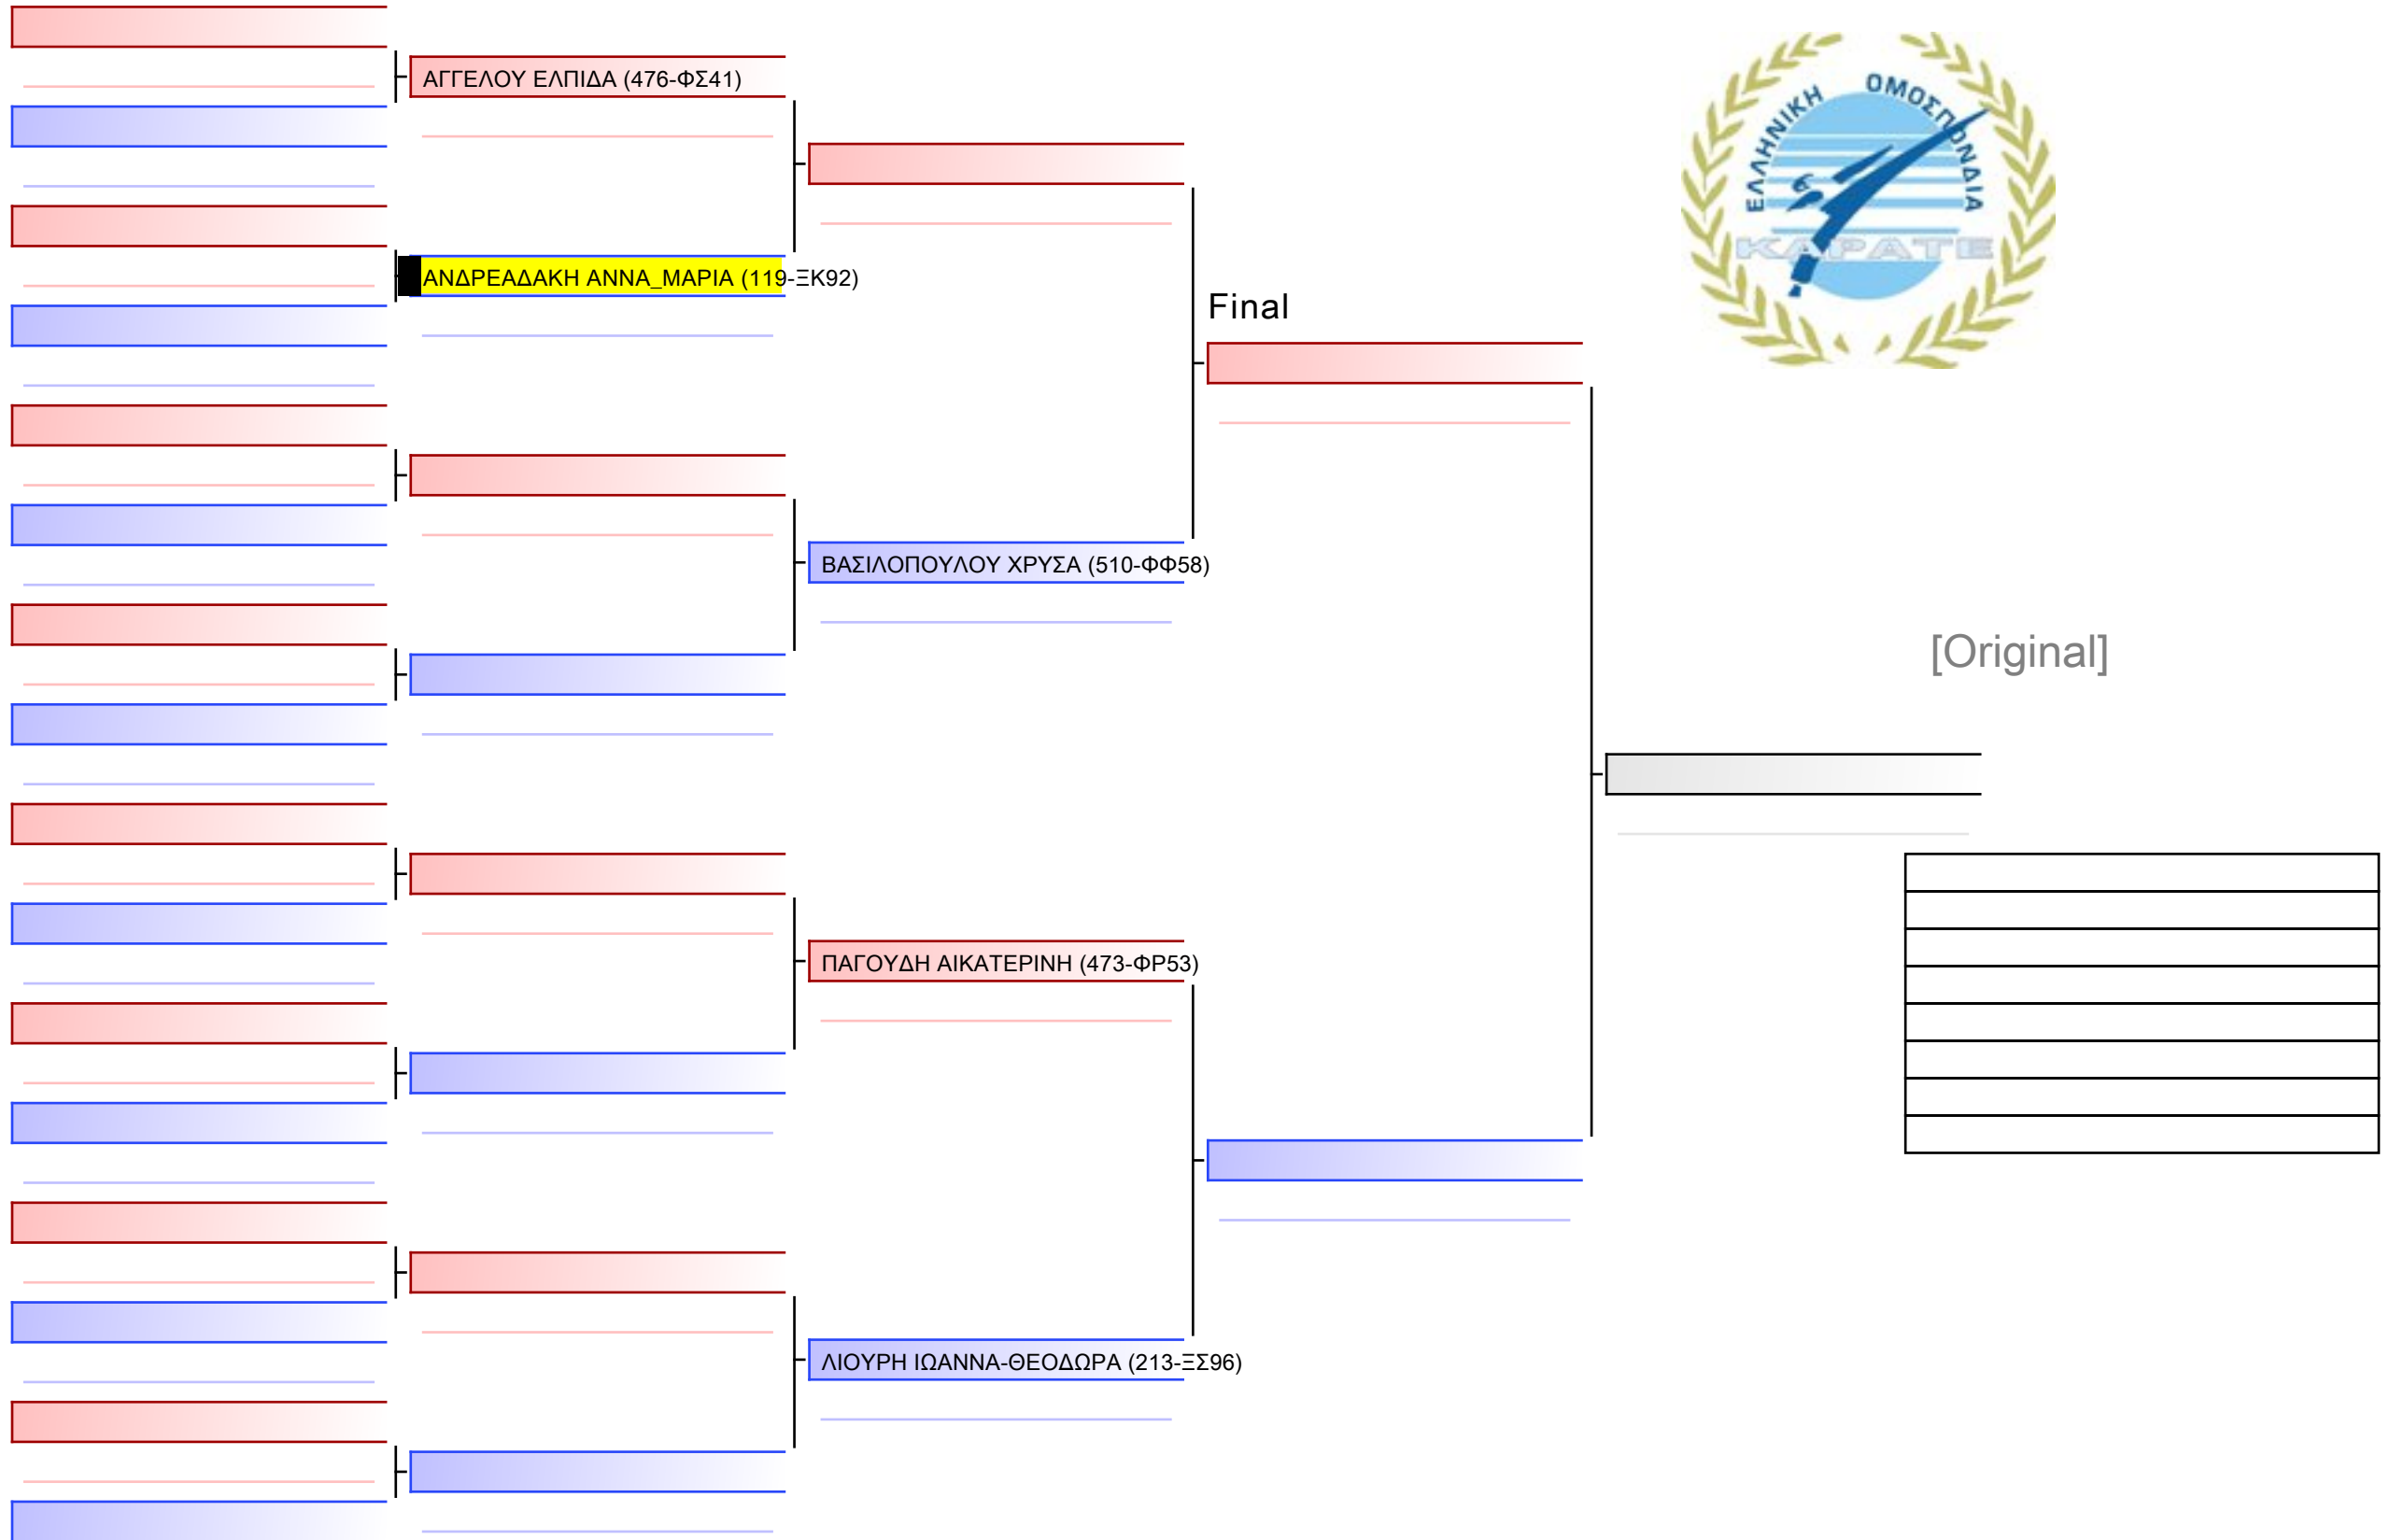 ΑΓΓΕΛΟΥ ΕΛΠΙΔΑ (476-ΦΣ41)
ΕΛΛΗΝΙΚΗ ΟΜΟΣΠΟΝΔΙΑ
ΚΑΡΑΤΕ
ΑΝΔΡΕΑΔΑΚΗ ΑΝΝΑ_ΜΑΡΙΑ (119-ΞΚ92)
Final
ΒΑΣΙΛΟΠΟΥΛΟΥ ΧΡΥΣΑ (510-ΦΦ58)
[Original]
ΠΑΓΟΥΔΗ ΑΙΚΑΤΕΡΙΝΗ (473-ΦΡ53)
ΛΙΟΥΡΗ ΙΩΑΝΝΑ-ΘΕΟΔΩΡΑ (213-ΞΣ96)